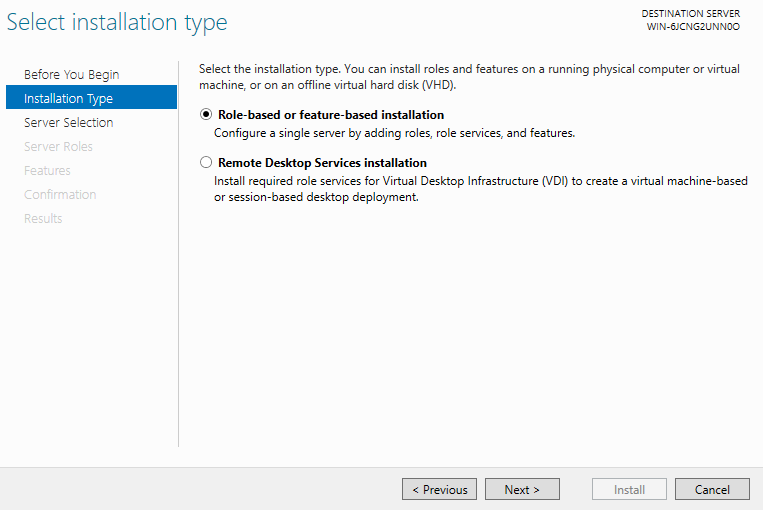 Select installation type
DESTINATION SERVER
WIN-6JCNG2UNN0O
Before You Begin
Installation Type
Server Selection
Server Roles
Features
Confirmation
Results
Select the installation type. You can install roles and features on a running physical computer or virtual
machine, or on an offline virtual hard disk (VHD).
Role-based or feature-based installation
Configure a single server by adding roles, role services, and features.
Remote Desktop Services installation
Install required role services for Virtual Desktop Infrastructure (VDI) to create a virtual machine-based
or session-based desktop deployment.
< Previous
Next >
Install
Cancel